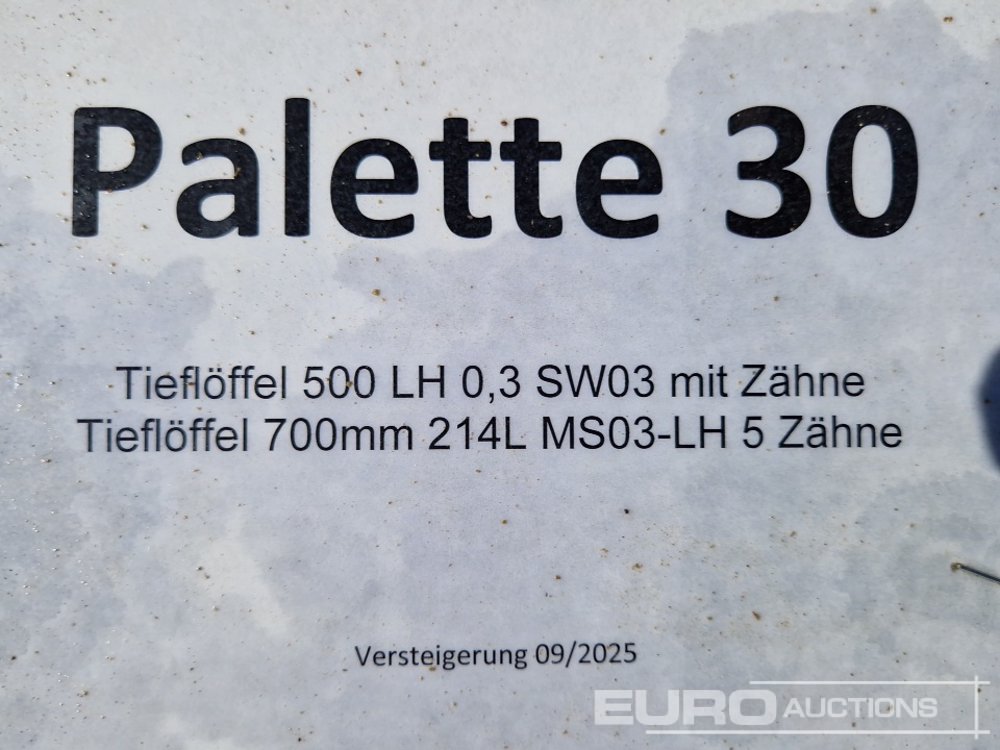 Palette 30
Tieflöffel 500 LH 0,3 SW03 mit Zähne
Tieflöffel 700mm 214L MS03-LH 5 Zähne
Versteigerung 09/2025
EURO AUCTIONS